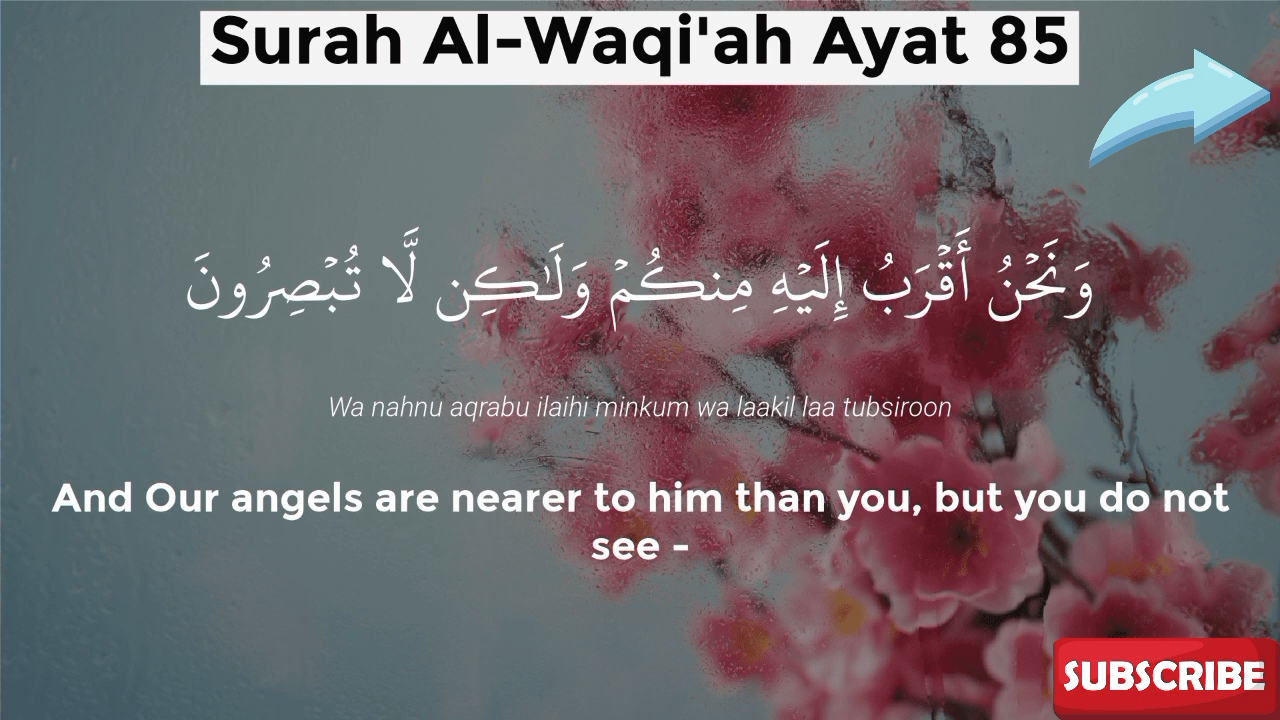 Surah Al-Waqi'ah Ayat 85
وَنَحْنُ أَقْرَبُ إِلَيْهِ مِنكُمْ وَلَـٰكِن لَّا تُبْصِرُونَ
Wa nahnu aqrabu ilaihi minkum wa laakil laa tubsiroon
And Our angels are nearer to him than you, but you do not
see -
SUBSCRIBE